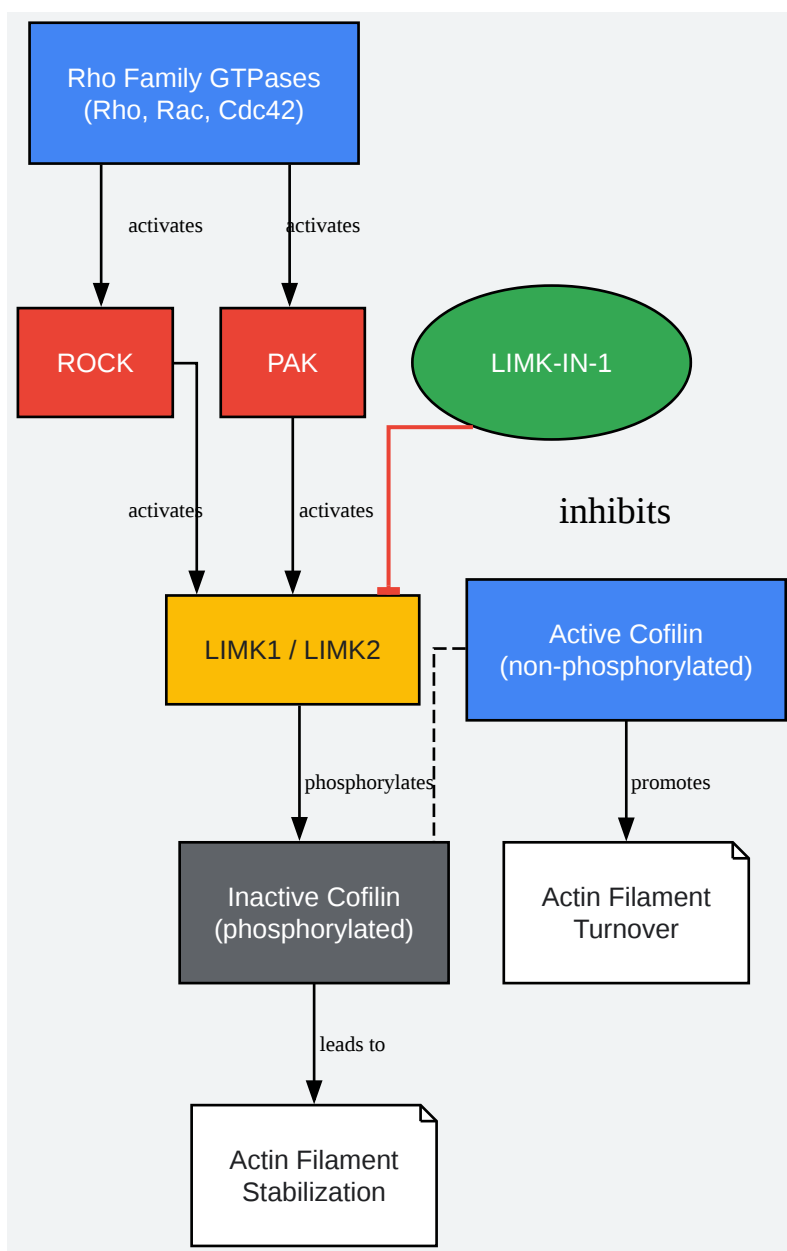 Rho Family GTPases
(Rho, Rac, Cdc42)
activates
activates
ROCK
PAK
LIMK-IN-1
activates
activates
inhibits
LIMK1 / LIMK2
Active Cofilin
(non-phosphorylated)
phosphorylates
promotes
Inactive Cofilin
(phosphorylated)
Actin Filament
Turnover
leads to
Actin Filament
Stabilization